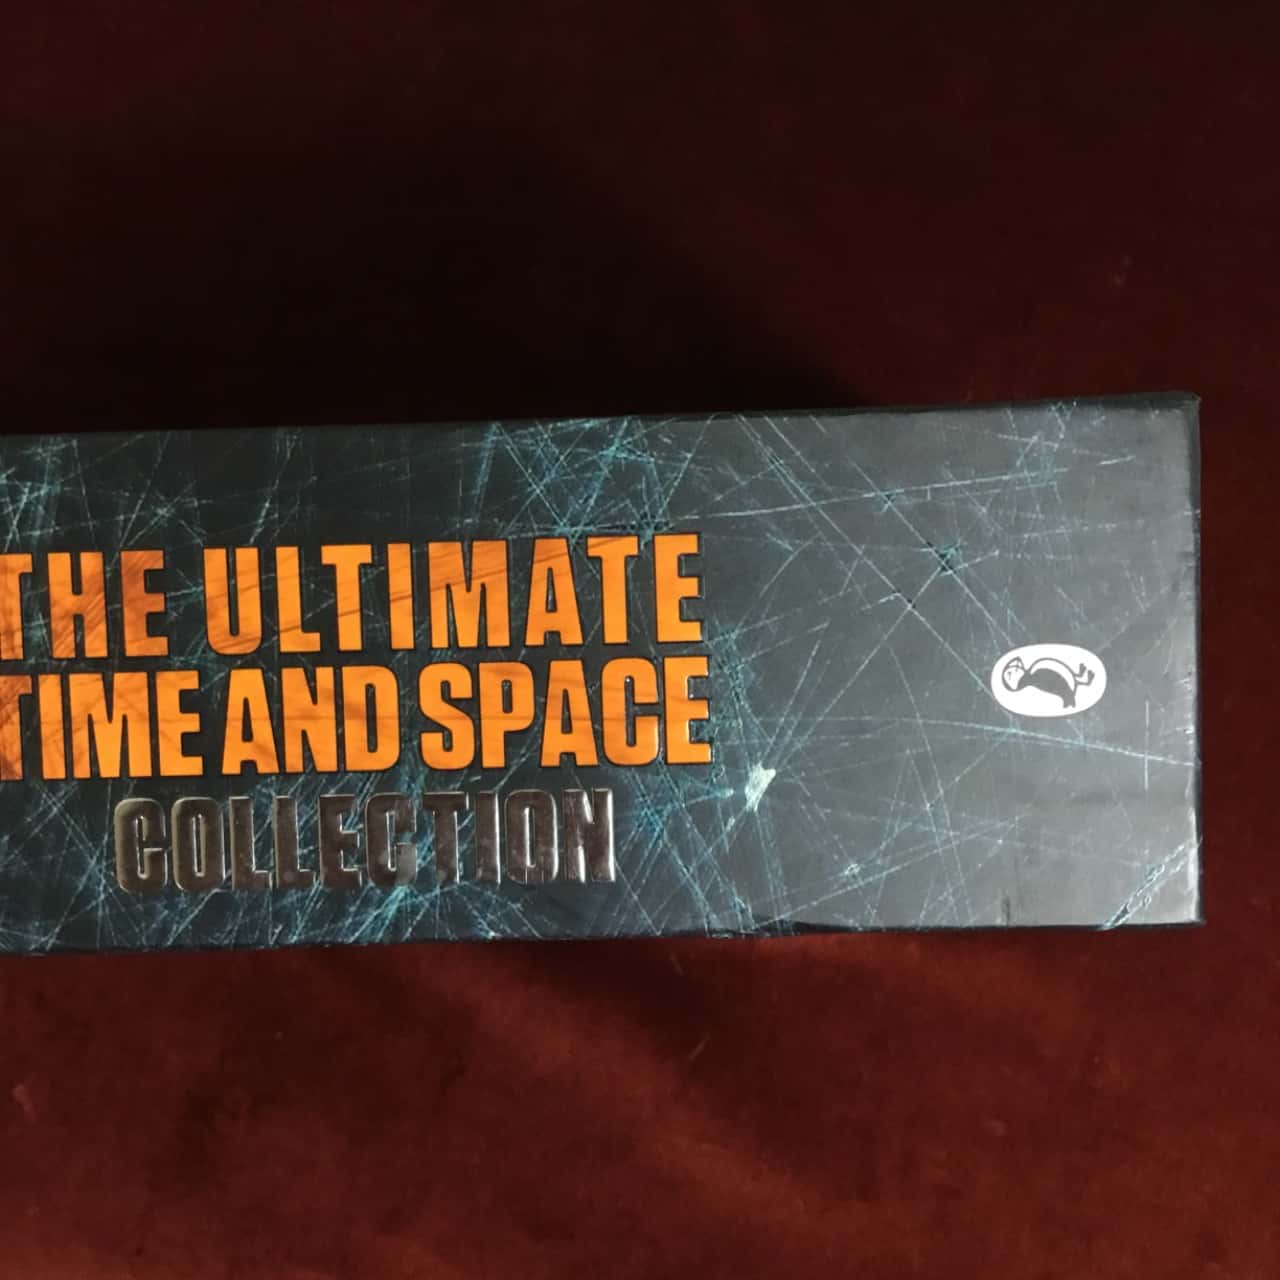 THE ULTIMATE
TIME AND SPACE
COLLECTION